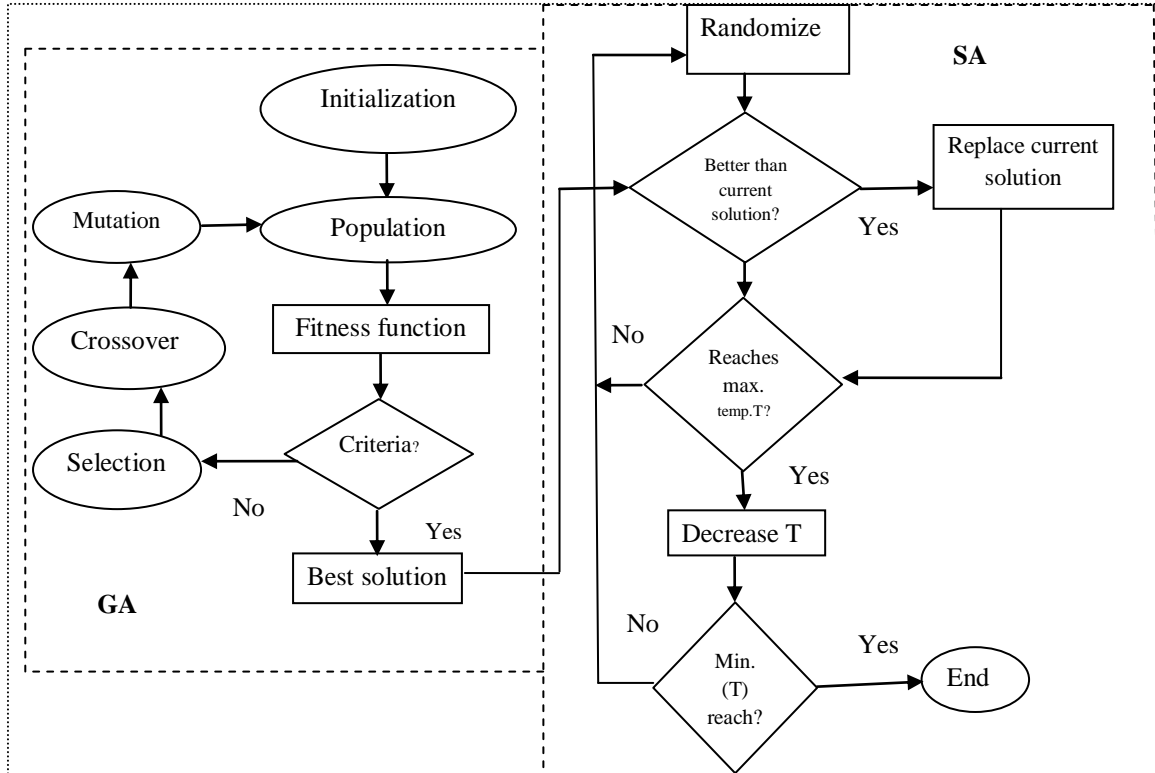 Initialization
Mutation
Population
Crossover
Fitness function
Selection
Criteria?
No
Yes
Best solution
GA
Randomize
SA
Better than
current
solution?
Yes
Replace current
solution
No
Reaches
max.
temp.T?
Yes
Decrease T
No
Min.
(T)
reach?
Yes
End